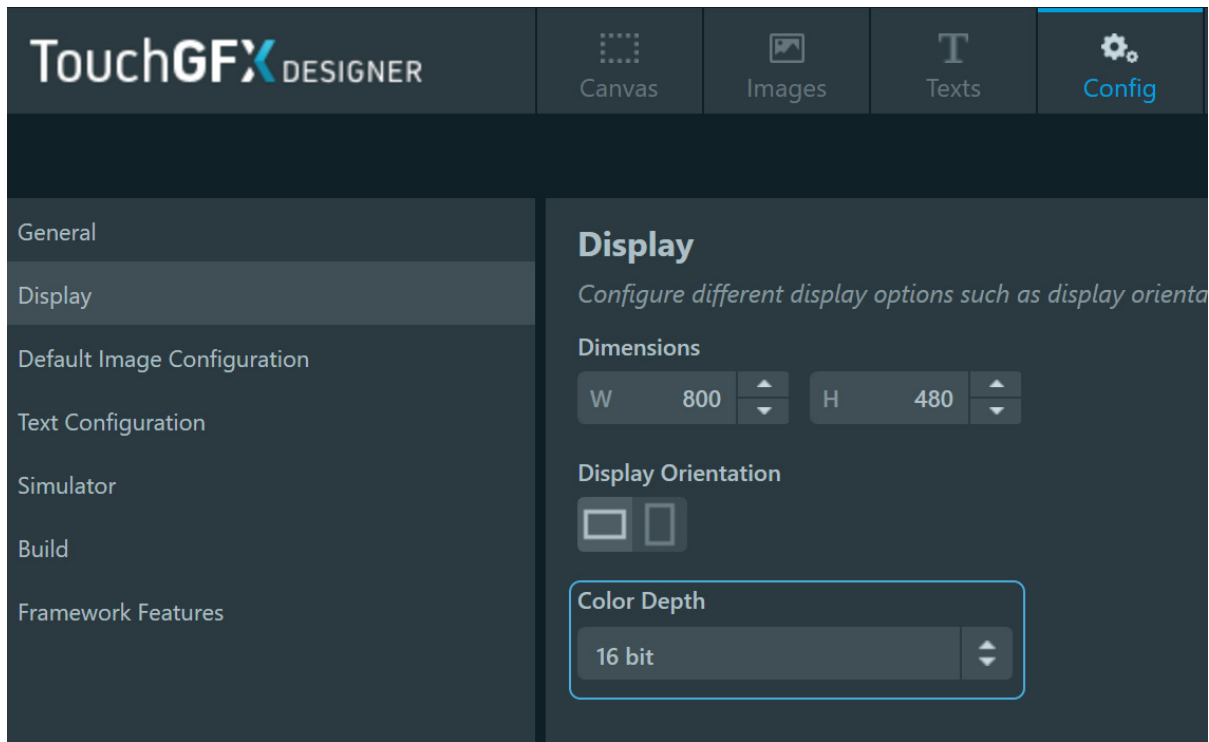 TouchGFX DESIGNER
Canvas
Images
Texts
Config
General
Display
Default Image Configuration
Text Configuration
Simulator
Build
Framework Features
Display
Configure different display options such as display orienta
Dimensions
W 800 H 480
Display Orientation
Color Depth
16 bit